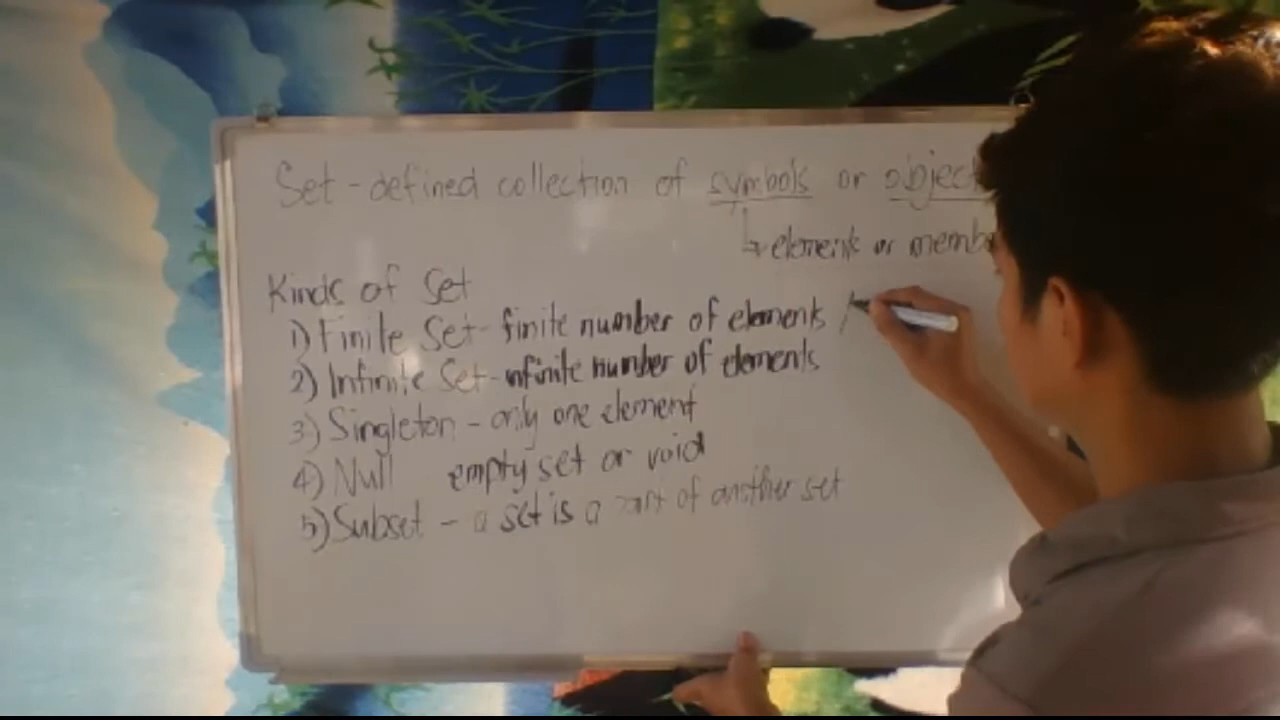 Set - defined collection of symbols or object
↳ elements or memb
Kinds of Set
1) Finite Set - finite number of elements
2) Infinite Set - infinite number of elements
3) Singleton - only one element
4) Null empty set or void
5) Subset - a set is a part of another set